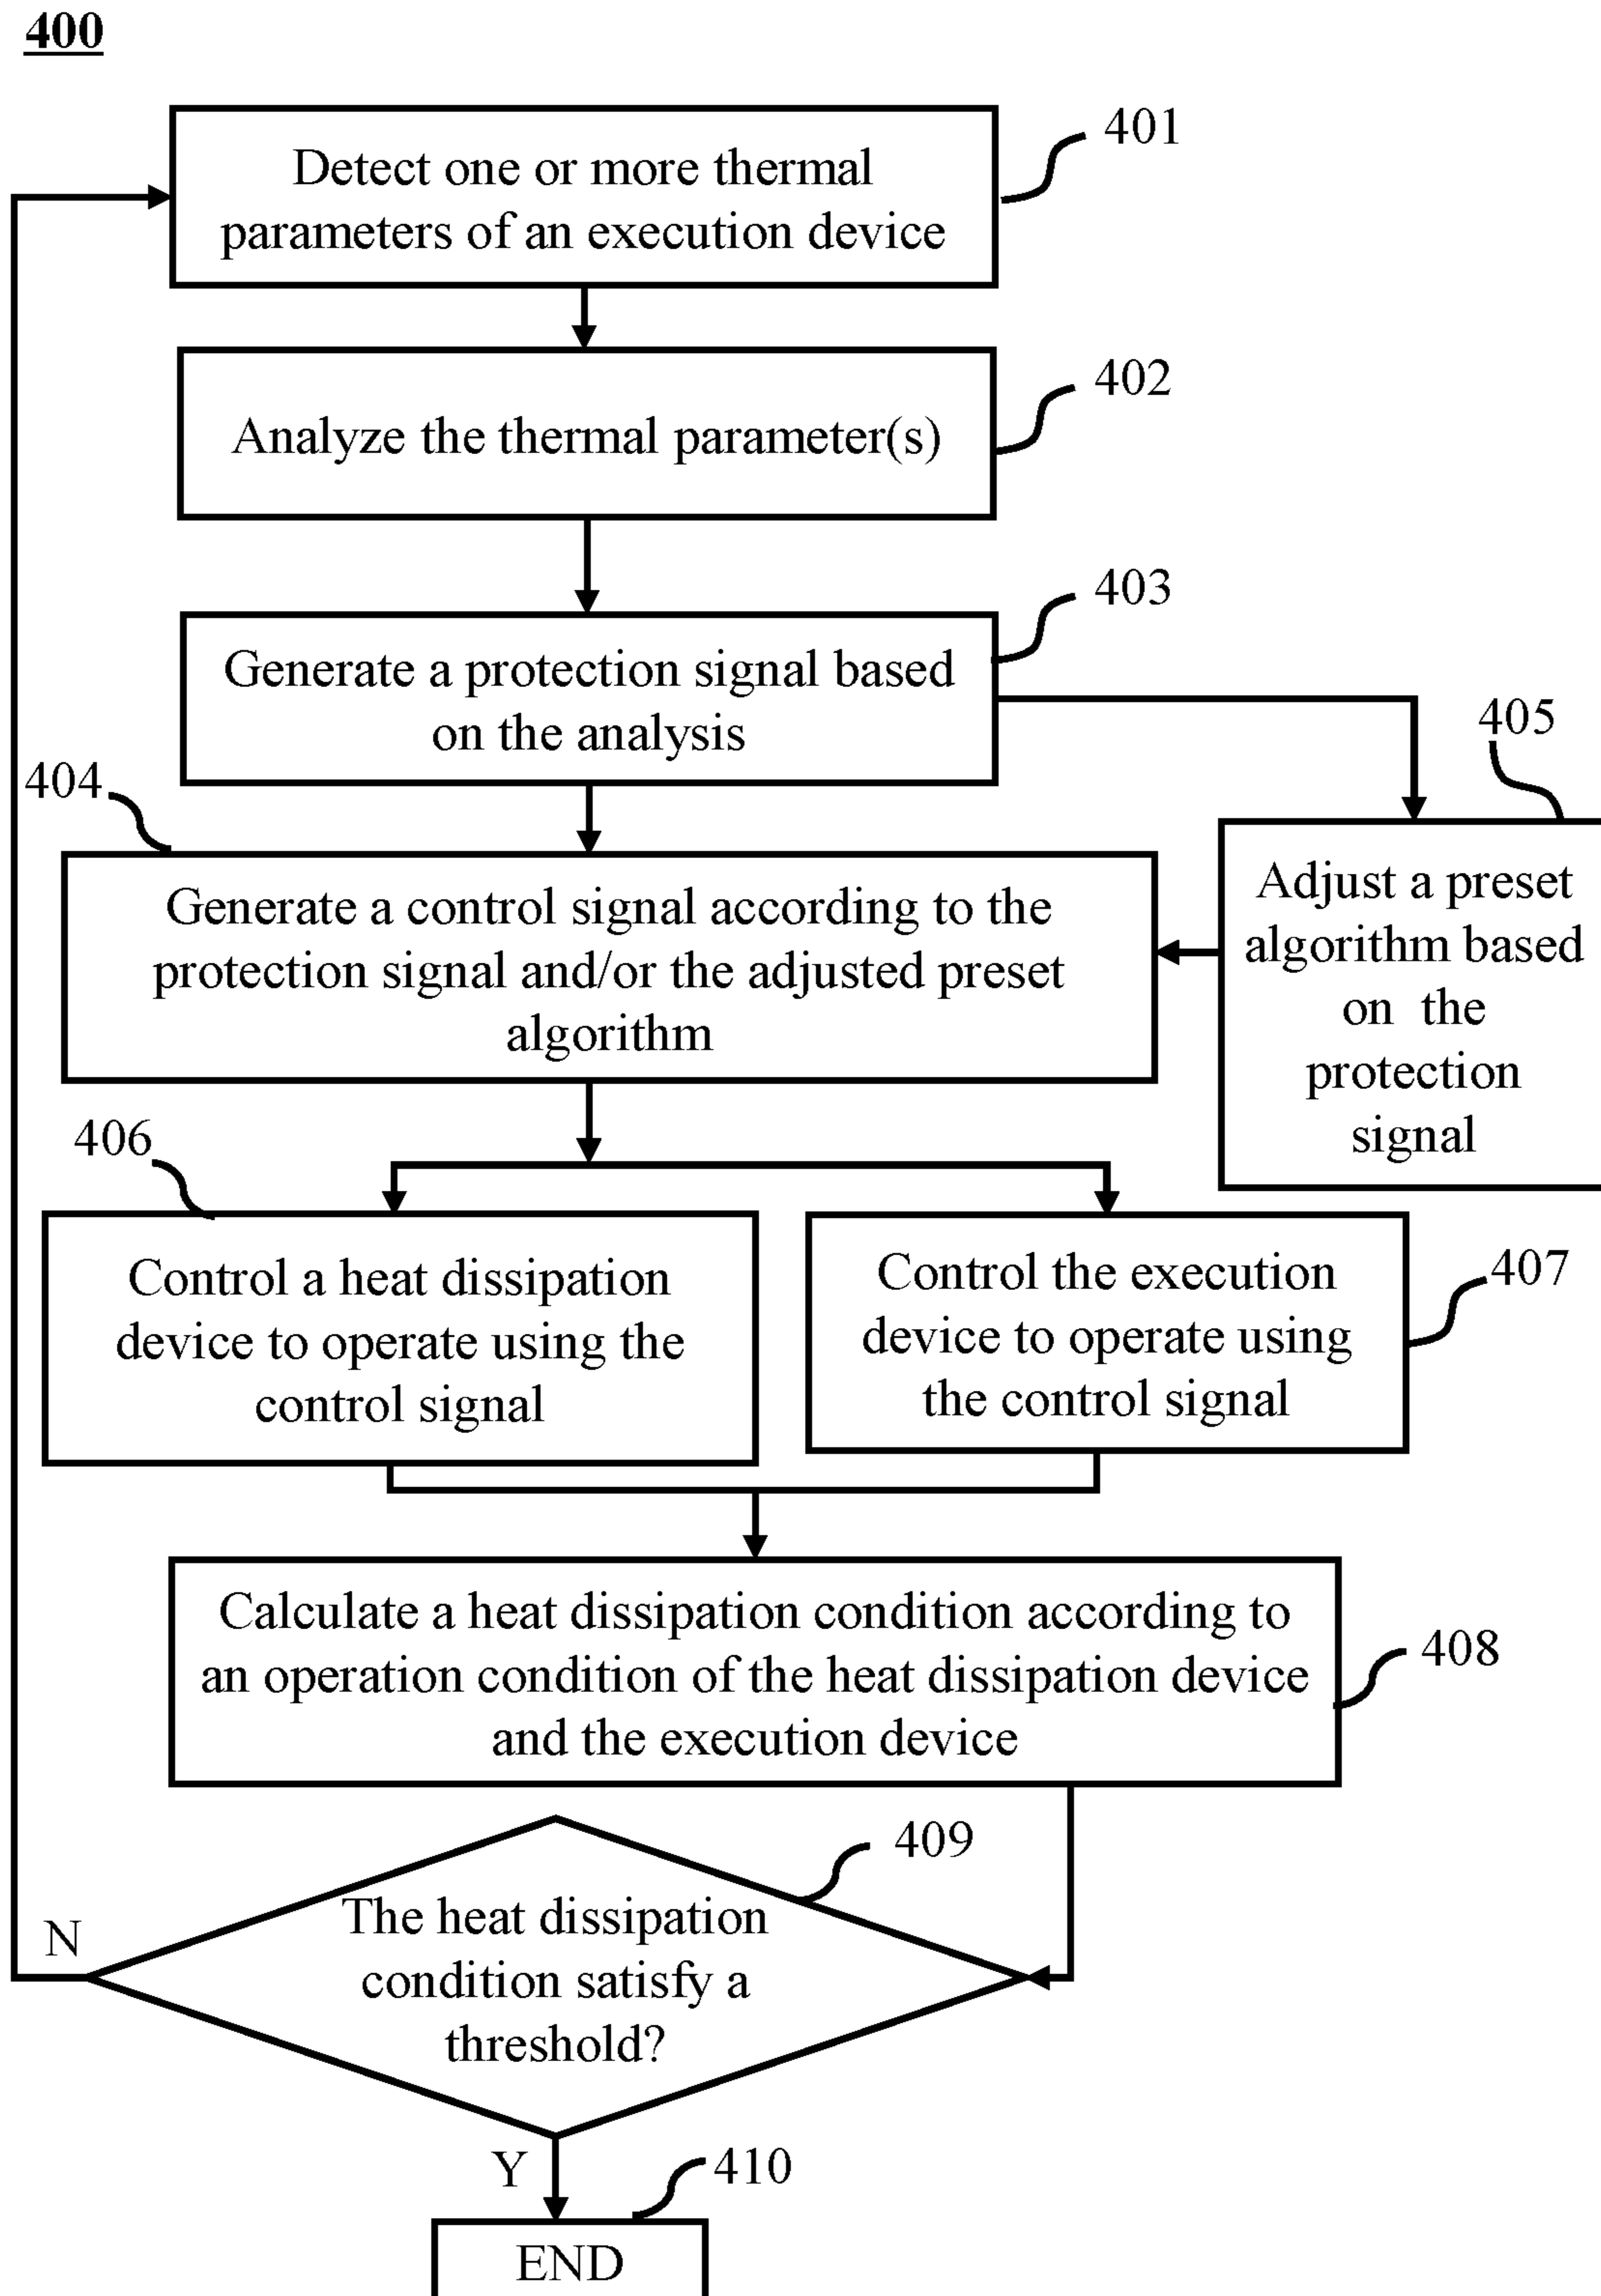 400
401
Detect one or more thermal
parameters of an execution device
402
Analyze the thermal parameter(s)
403
Generate a protection signal based
on the analysis
404
Generate a control signal according to the
protection signal and/or the adjusted preset
algorithm
405
Adjust a preset
algorithm based
on the
protection
signal
406
Control a heat dissipation
device to operate using the
control signal
407
Control the execution
device to operate using
the control signal
408
Calculate a heat dissipation condition according to
an operation condition of the heat dissipation device
and the execution device
409
The heat dissipation
condition satisfy a
threshold?
N
Y
410
END